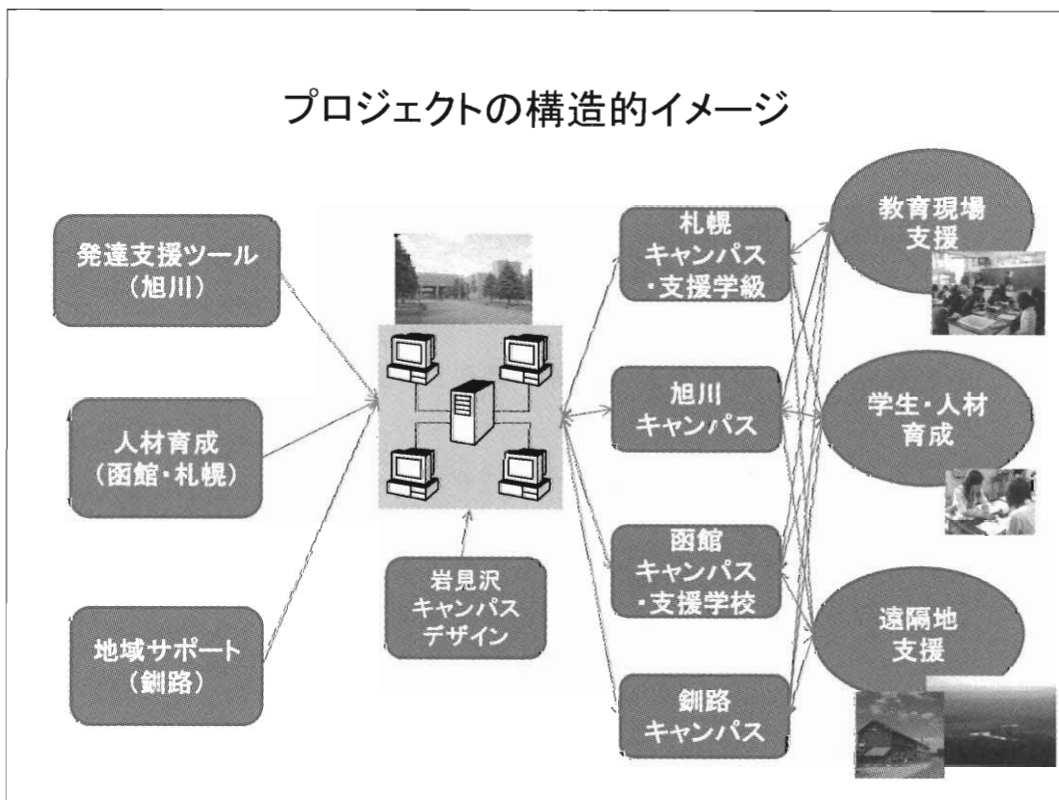 プロジェクトの構造的イメージ
発達支援ツール
（旭川）
人材育成
（函館・札幌）
地域サポート
（釧路）
岩見沢
キャンパス
デザイン
札幌
キャンパス
・支援学級
旭川
キャンパス
函館
キャンパス
・支援学校
釧路
キャンパス
教育現場
支援
学生・人材
育成
遠隔地
支援